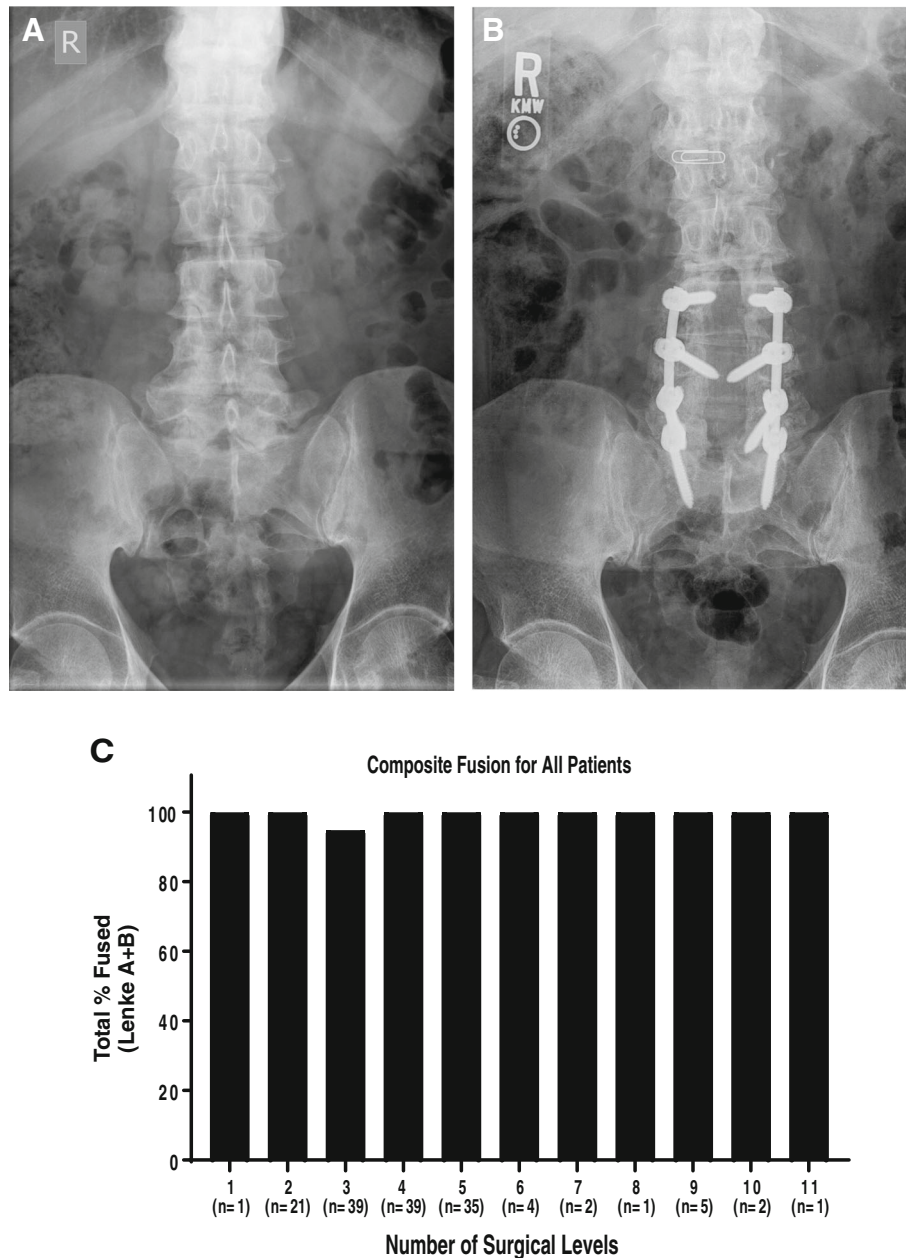 A
R
B
R
KMW
C
Composite Fusion for All Patients
Total % Fused
(Lenke A+B)
100
80
60
40
20
0
1 2 3 4 5 6 7 8 9 10 11
(n=1) (n=21) (n=39) (n=39) (n=35) (n=4) (n=2) (n=1) (n=5) (n=2) (n=1)
Number of Surgical Levels